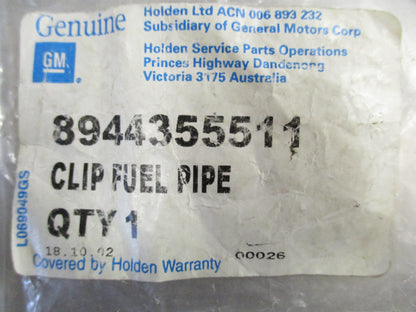 Genuine
GM
Holden Ltd ACN 006 893 232
Subsidiary of General Motors Corp
Holden Service Parts Operations
Princes Highway Dandenong
Victoria 3175 Australia
8944355511
CLIP FUEL PIPE
QTY 1
18.10.02
00026
Covered by Holden Warranty
L069049GS